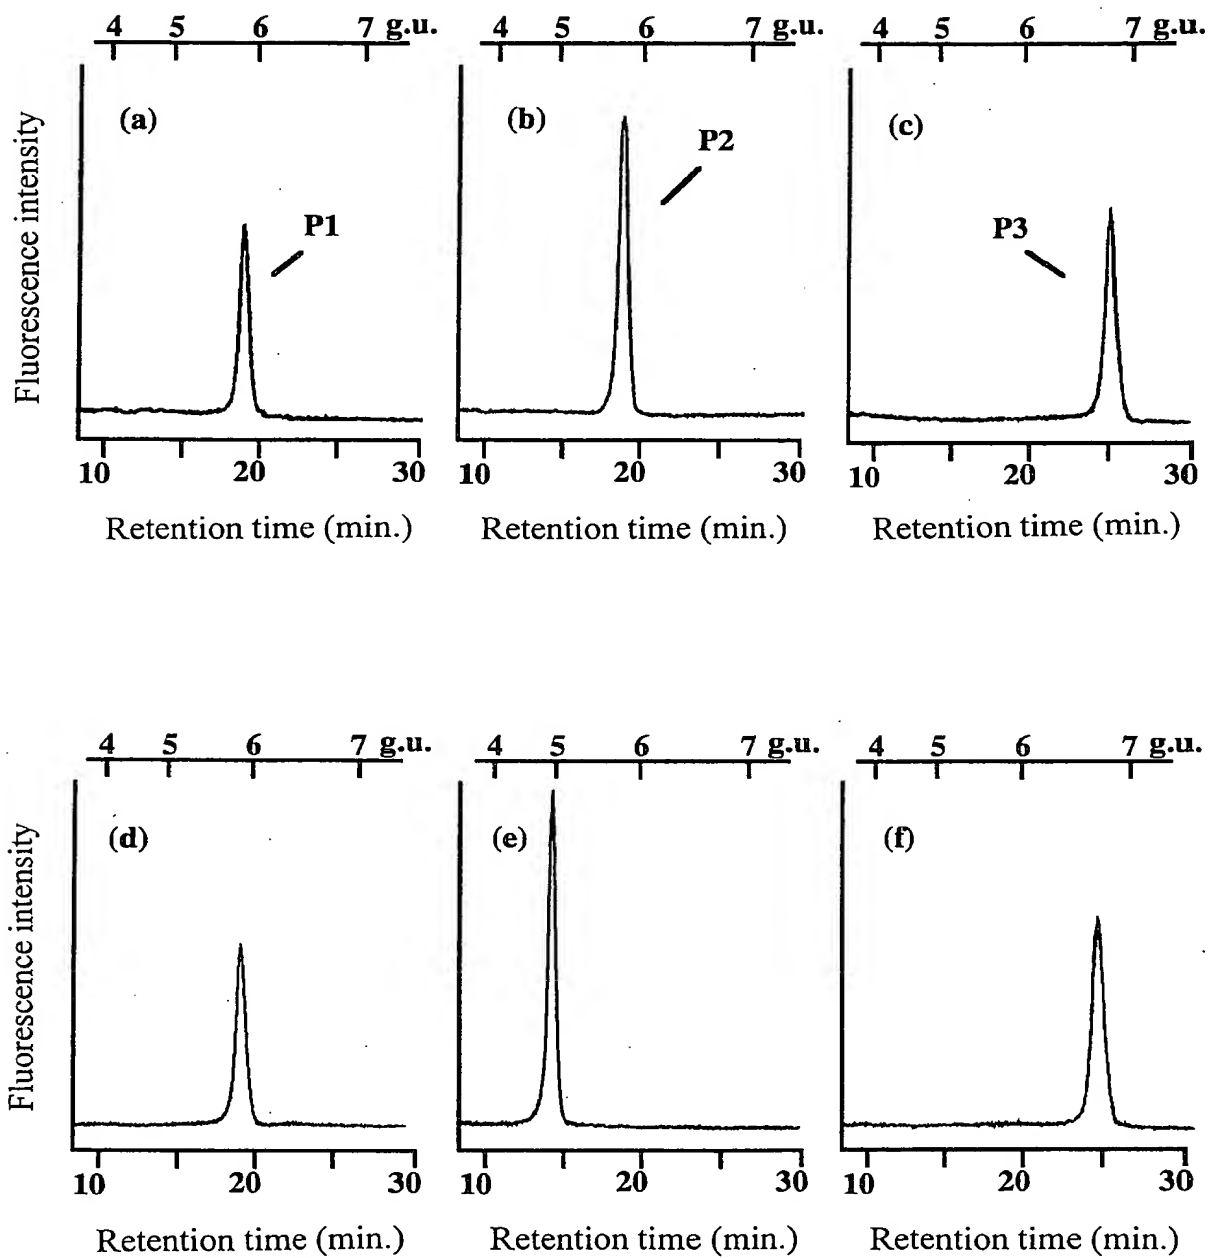 4 5 6 7 g.u.
(a)
P1
Fluorescence intensity
10 20 30
Retention time (min.)
4 5 6 7 g.u.
(b)
P2
10 20 30
Retention time (min.)
4 5 6 7 g.u.
(c)
P3
10 20 30
Retention time (min.)
4 5 6 7 g.u.
(d)
Fluorescence intensity
10 20 30
Retention time (min.)
4 5 6 7 g.u.
(e)
10 20 30
Retention time (min.)
4 5 6 7 g.u.
(f)
10 20 30
Retention time (min.)